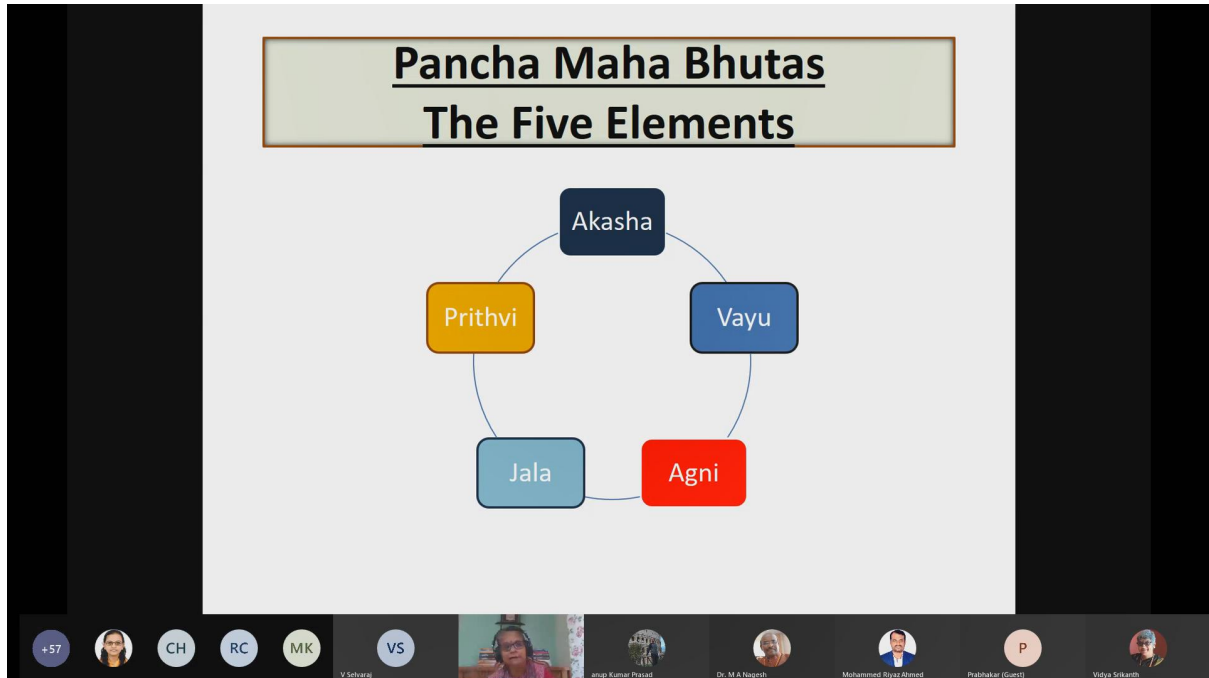 Pancha Maha Bhutas
The Five Elements
Akasha
Prithvi
Vayu
Jala
Agni
+57
CH
RC
MK
VS
P
V Selvaraj
anup Kumar Prasad
Dr. M A Nagesh
Mohammed Riyaz Ahmed
Prabhakar (Guest)
Vidya Srikanth